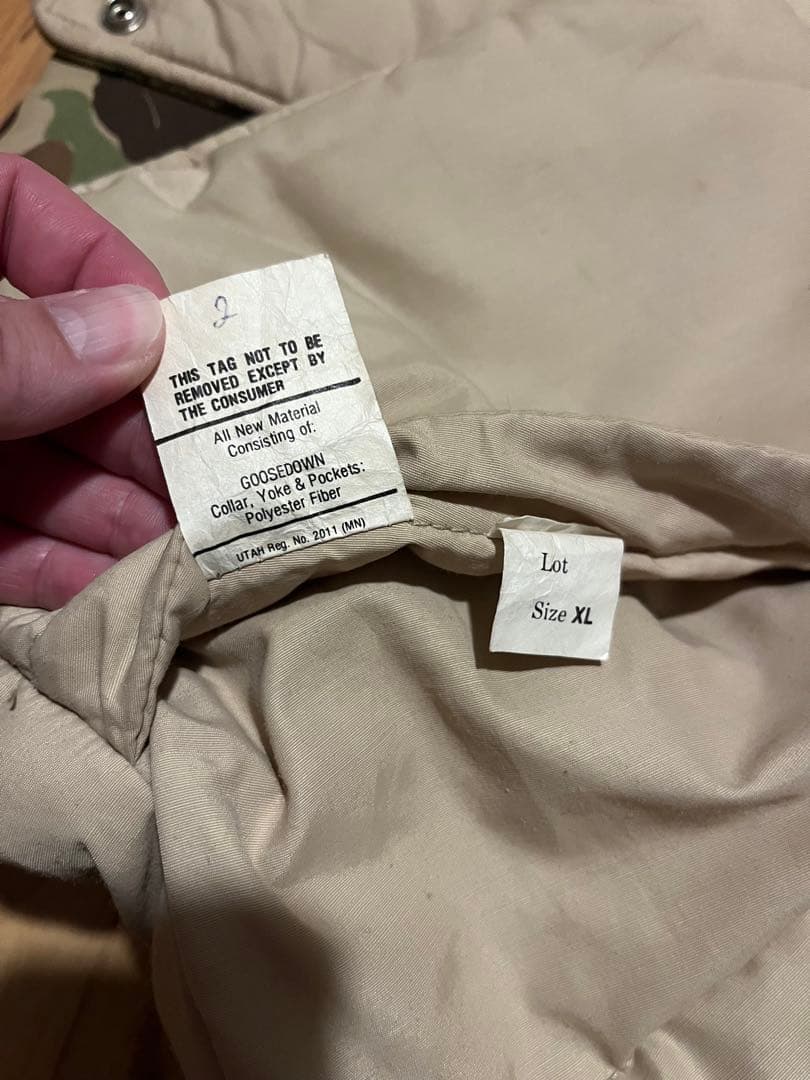 2
THIS TAG NOT TO BE
REMOVED EXCEPT BY
THE CONSUMER
All New Material
Consisting of:
GOOSEDOWN
Collar, Yoke & Pockets:
Polyester Fiber
UTAH Reg. No. 2011 (MN)
Lot
Size XL